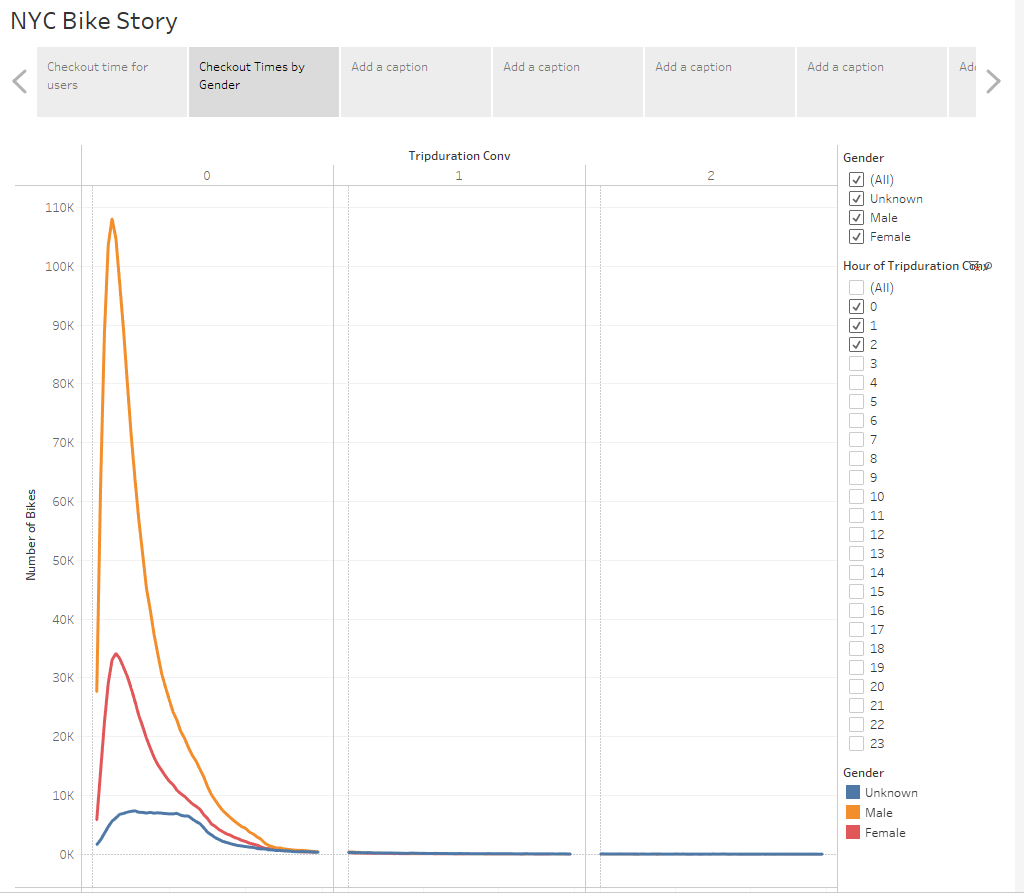 NYC Bike Story
Checkout time for
users
Checkout Times by
Gender
Add a caption
Add a caption
Add a caption
Add a caption
Tripduration Conv
0
1
2
110K
100K
90K
80K
70K
60K
50K
40K
30K
20K
10K
0K
Number of Bikes
Gender
(All)
Unknown
Male
Female
Hour of Tripduration Conv
(All)
0
1
2
3
4
5
6
7
8
9
10
11
12
13
14
15
16
17
18
19
20
21
22
23
Gender
Unknown
Male
Female